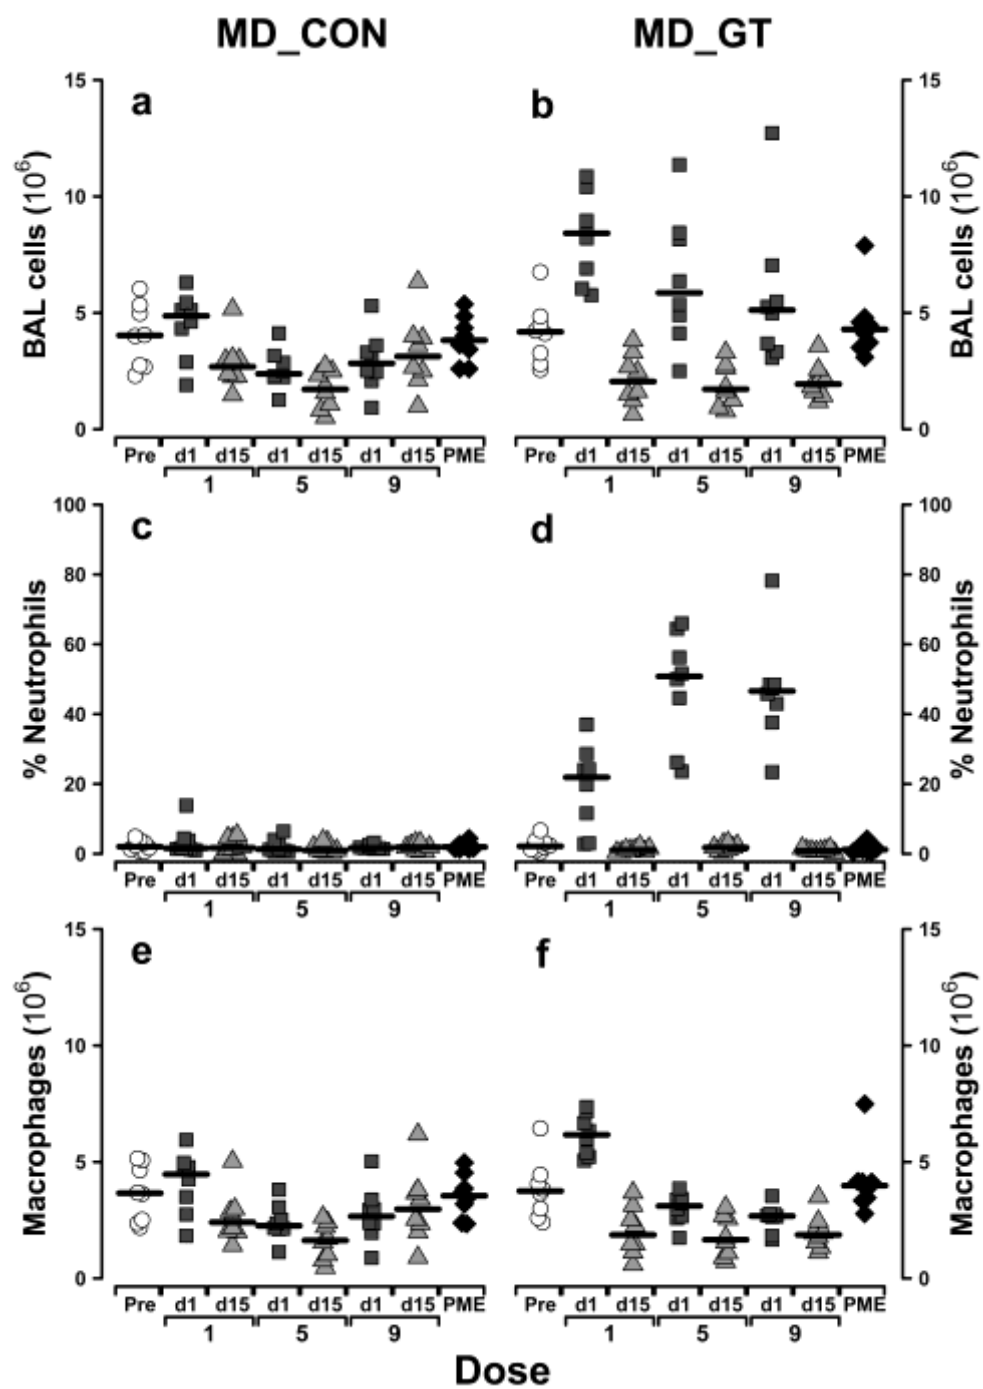 MD_CON MD_GT
a b
BAL cells (10⁶)
15
10
5
0
15
10
5
0
BAL cells (10⁶)
Pre d1 d15 d1 d15 d1 d15 PME Pre d1 d15 d1 d15 d1 d15 PME
1 5 9 1 5 9
c d
% Neutrophils
100
80
60
40
20
0
100
80
60
40
20
0
% Neutrophils
Pre d1 d15 d1 d15 d1 d15 PME Pre d1 d15 d1 d15 d1 d15 PME
1 5 9 1 5 9
e f
Macrophages (10⁶)
15
10
5
0
15
10
5
0
Macrophages (10⁶)
Pre d1 d15 d1 d15 d1 d15 PME Pre d1 d15 d1 d15 d1 d15 PME
1 5 9 1 5 9
Dose